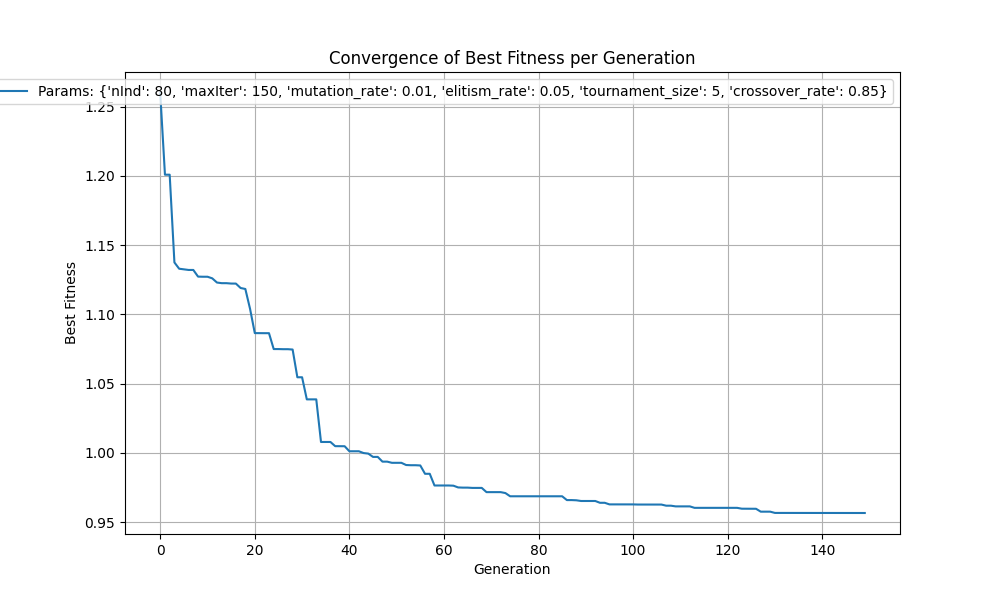 Convergence of Best Fitness per Generation
Params: {'nInd': 80, 'maxIter': 150, 'mutation_rate': 0.01, 'elitism_rate': 0.05, 'tournament_size': 5, 'crossover_rate': 0.85}
1.25
1.20
1.15
1.10
1.05
1.00
0.95
Best Fitness
0 20 40 60 80 100 120 140
Generation